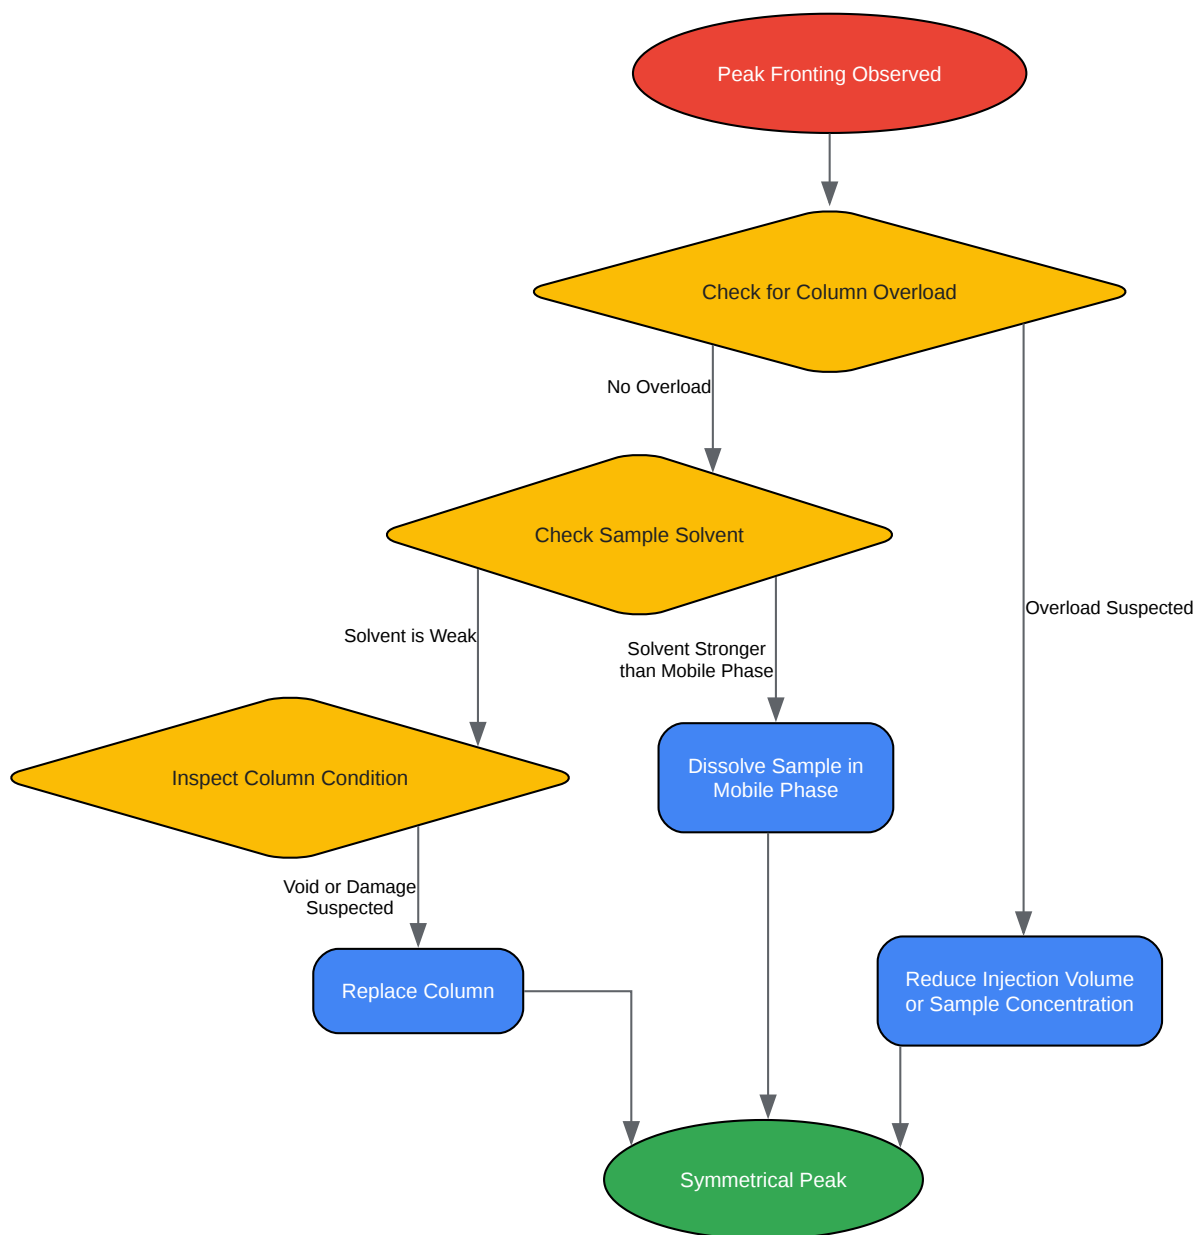 Peak Fronting Observed
Check for Column Overload
No Overload
Check Sample Solvent
Overload Suspected
Solvent is Weak
Solvent Stronger
than Mobile Phase
Inspect Column Condition
Dissolve Sample in
Mobile Phase
Void or Damage
Suspected
Replace Column
Reduce Injection Volume
or Sample Concentration
Symmetrical Peak